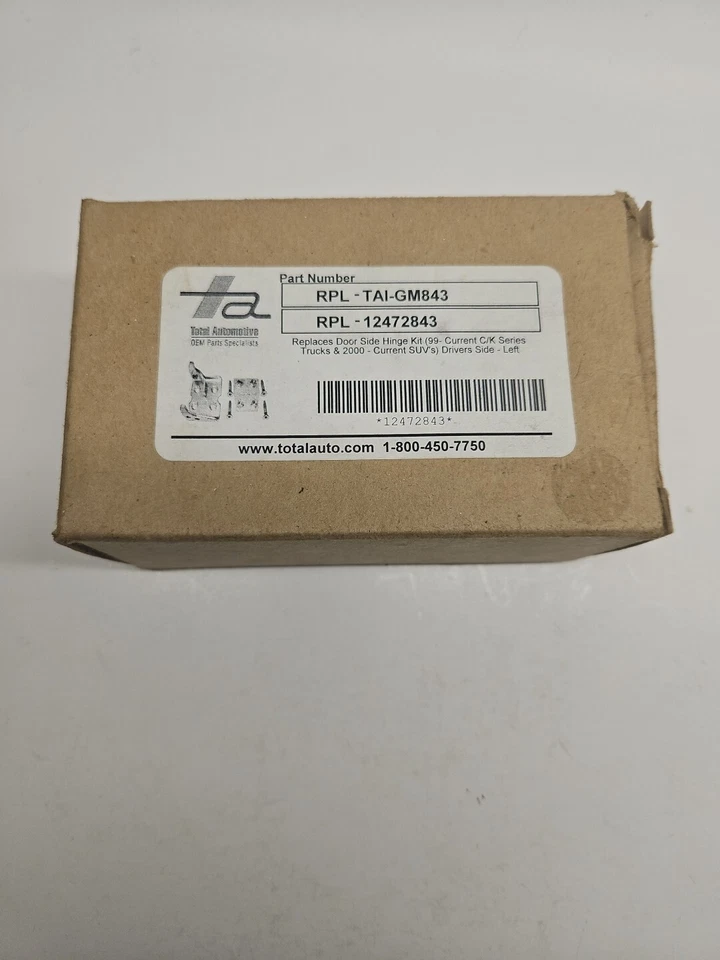 ta
Total Automotive
OEM Parts Specialists
Part Number
RPL - TAI-GM843
RPL - 12472843
Replaces Door Side Hinge Kit (99- Current C/K Series
Trucks & 2000 - Current SUV's) Drivers Side - Left
*12472843*
www.totalauto.com 1-800-450-7750